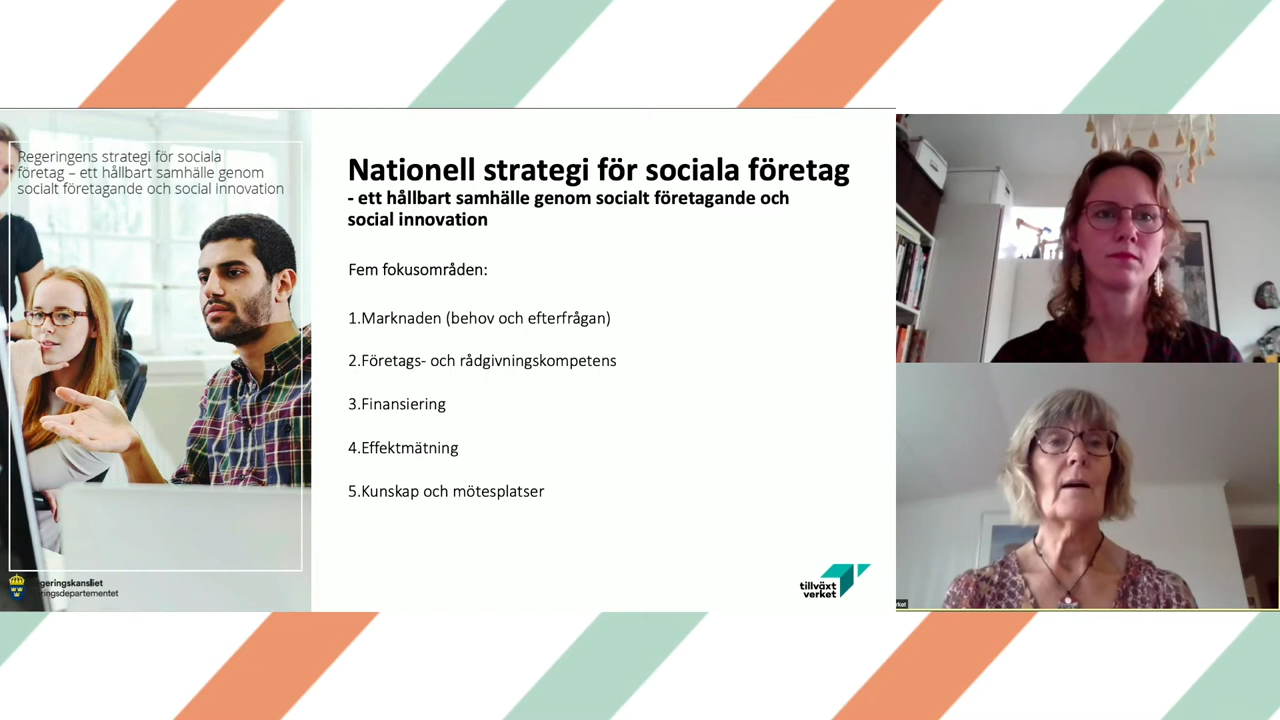 Regeringens strategi för sociala
företag – ett hållbart samhälle genom
socialt företagande och social innovation
Nationell strategi för sociala företag
- ett hållbart samhälle genom socialt företagande och
social innovation
Fem fokusområden:
1.Marknaden (behov och efterfrågan)
2.Företags- och rådgivningskompetens
3.Finansiering
4.Effektmätning
5.Kunskap och mötesplatser
tillväxt
verket